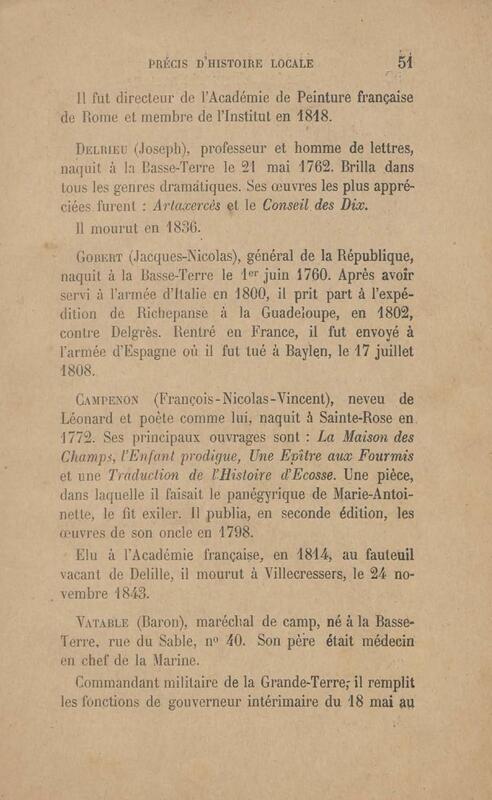 PRÉCIS D'HISTOIRE LOCALE 51
Il fut directeur de l'Académie de Peinture française
de Rome et membre de l'Institut en 1818.
DELRIEU (Joseph), professeur et homme de lettres,
naquit à la Basse-Terre le 21 mai 1762. Brilla dans
tous les genres dramatiques. Ses œuvres les plus appré-
ciées furent : Artaxercès et le Conseil des Dix.
Il mourut en 1836.
GOBERT (Jacques-Nicolas), général de la République,
naquit à la Basse-Terre le 1er juin 1760. Après avoir
servi à l'armée d'Italie en 1800, il prit part à l'expé-
dition de Richepanse à la Guadeloupe, en 1802,
contre Delgrès. Rentré en France, il fut envoyé à
l'armée d'Espagne où il fut tué à Baylen, le 17 juillet
1808.
CAMPENON (François-Nicolas-Vincent), neveu de
Léonard et poète comme lui, naquit à Sainte-Rose en
1772. Ses principaux ouvrages sont : La Maison des
Champs, l'Enfant prodigue, Une Epître aux Fourmis
et une Traduction de l'Histoire d'Ecosse. Une pièce,
dans laquelle il faisait le panégyrique de Marie-Antoi-
nette, le fit exiler. Il publia, en seconde édition, les
œuvres de son oncle en 1798.
Elu à l'Académie française, en 1814, au fauteuil
vacant de Delille, il mourut à Villecressers, le 24 no-
vembre 1843.
VATABLE (Baron), maréchal de camp, né à la Basse-
Terre, rue du Sable, nº 40. Son père était médecin
en chef de la Marine.
Commandant militaire de la Grande-Terre, il remplit
les fonctions de gouverneur intérimaire du 18 mai au